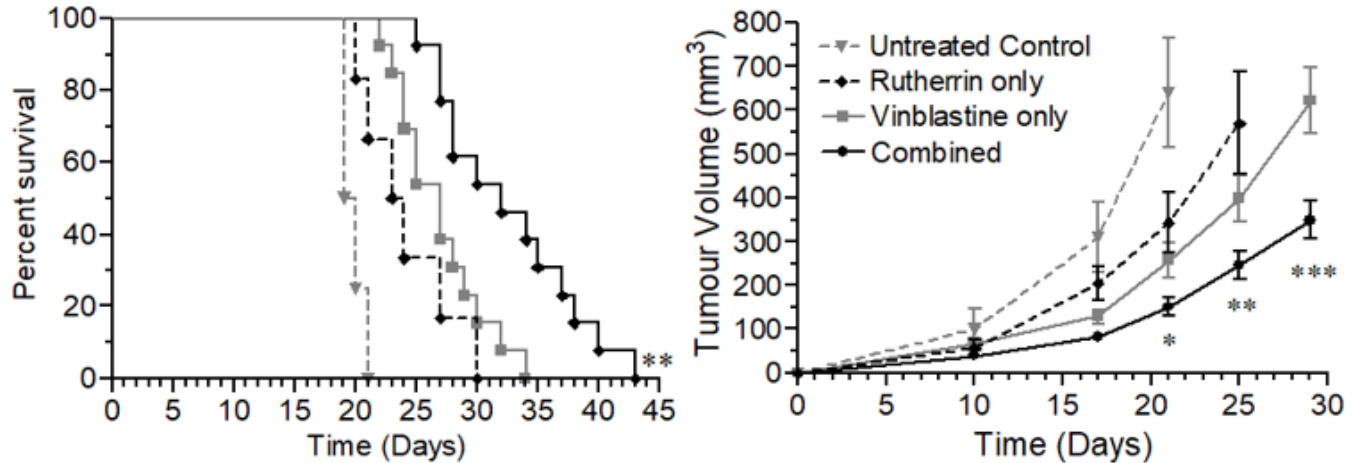 100
80
60
40
20
0
Percent survival
0 5 10 15 20 25 30 35 40 45
Time (Days)
**
800
700
600
500
400
300
200
100
0
Tumour Volume (mm³)
Untreated Control
Rutherrin only
Vinblastine only
Combined
*
**
***
0 10 15 20 25 30
Time (Days)